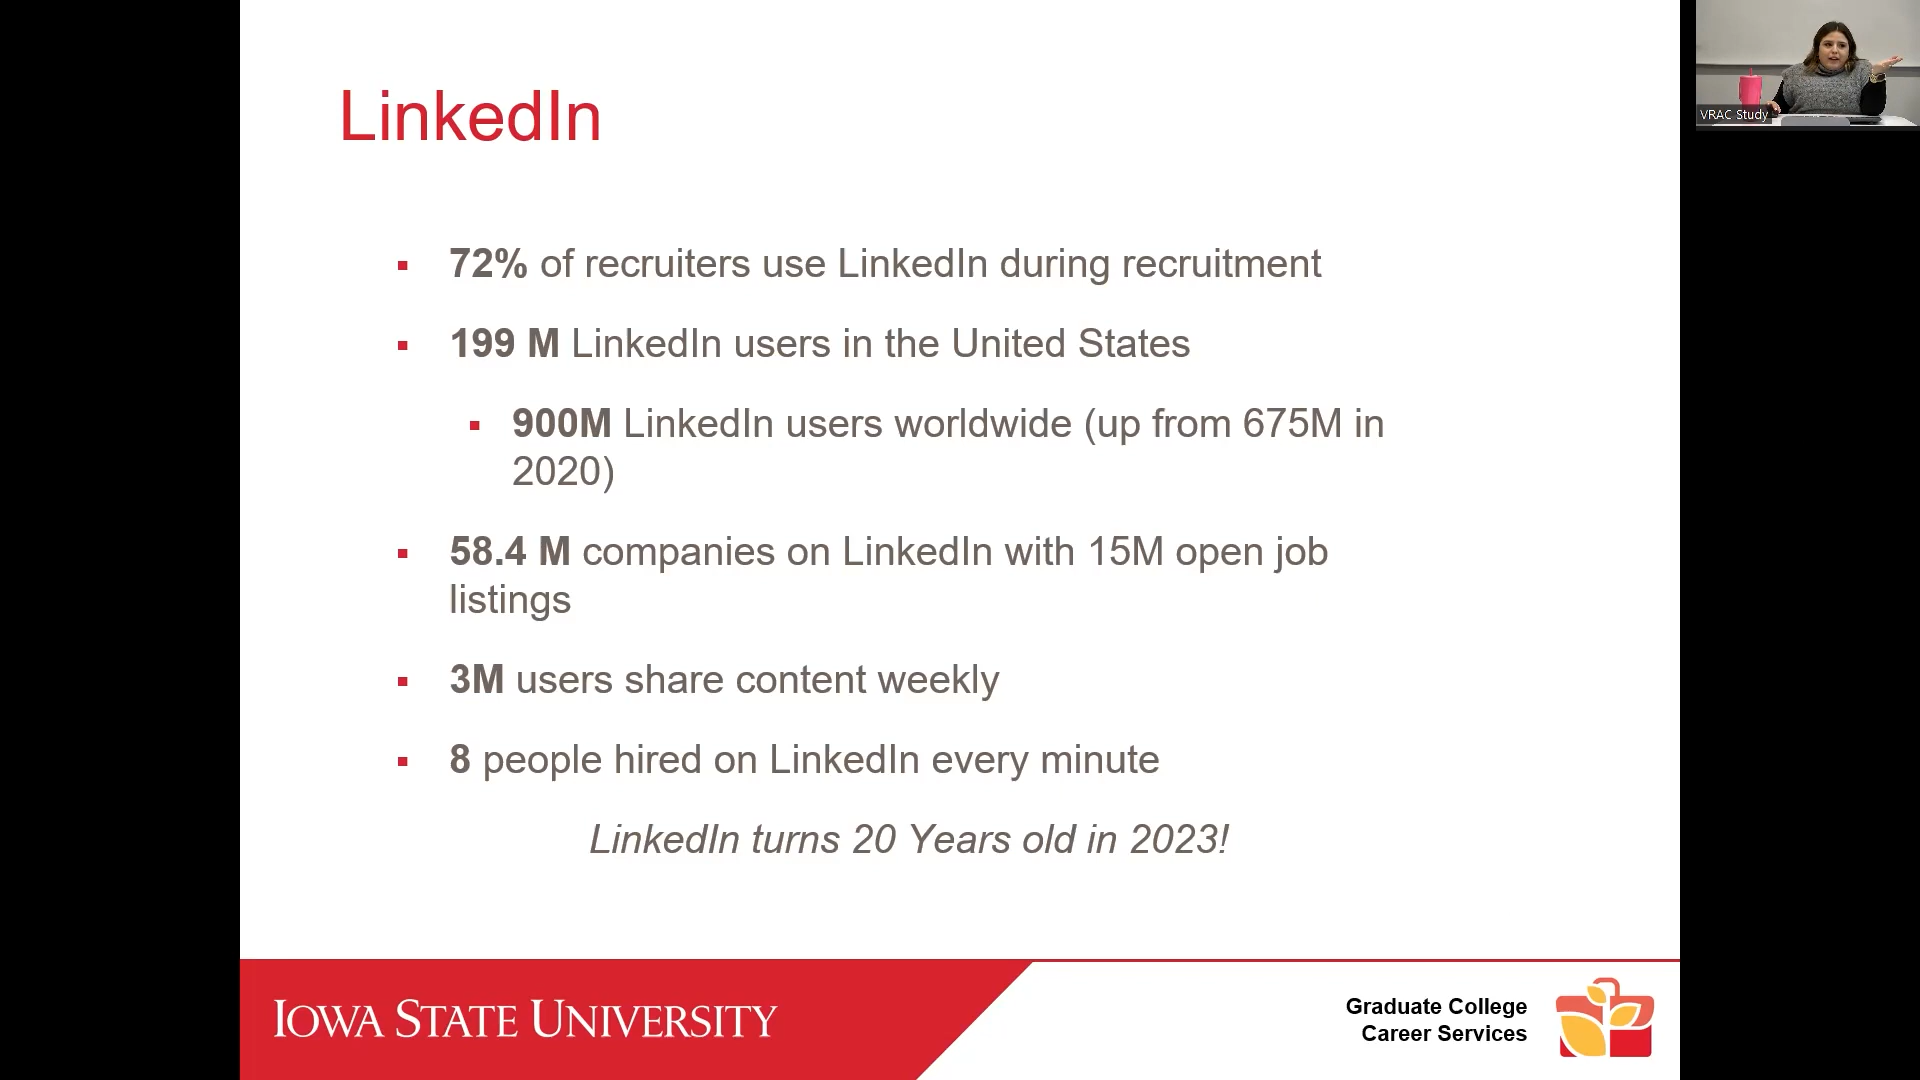 LinkedIn
▪ 72% of recruiters use LinkedIn during recruitment
▪ 199 M LinkedIn users in the United States
▪ 900M LinkedIn users worldwide (up from 675M in
2020)
▪ 58.4 M companies on LinkedIn with 15M open job
listings
▪ 3M users share content weekly
▪ 8 people hired on LinkedIn every minute
LinkedIn turns 20 Years old in 2023!
IOWA STATE UNIVERSITY
Graduate College
Career Services
VRAC Study